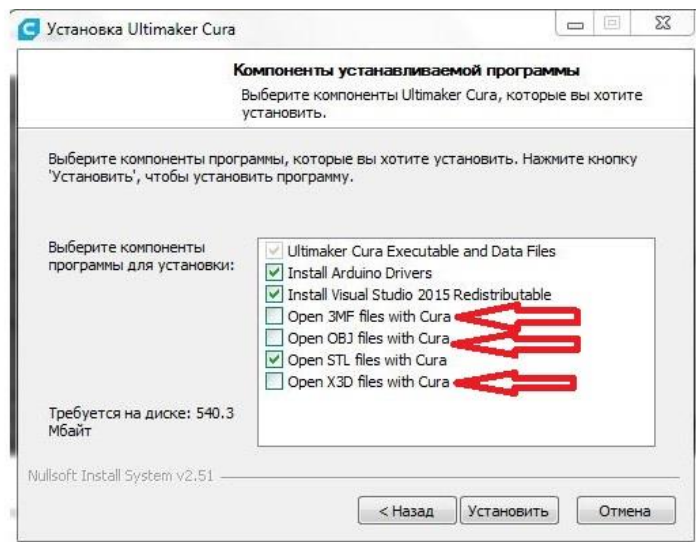 Установка Ultimaker Cura
Компоненты устанавливаемой программы
Выберите компоненты Ultimaker Cura, которые вы хотите
установить.
Выберите компоненты программы, которые вы хотите установить. Нажмите кнопку
'Установить', чтобы установить программу.
Выберите компоненты
программы для установки:
Ultimaker Cura Executable and Data Files
Install Arduino Drivers
Install Visual Studio 2015 Redistributable
Open 3MF files with Cura
Open OBJ files with Cura
Open STL files with Cura
Open X3D files with Cura
Требуется на диске: 540.3
Мбайт
Nullsoft Install System v2.51
< Назад
Установить
Отмена